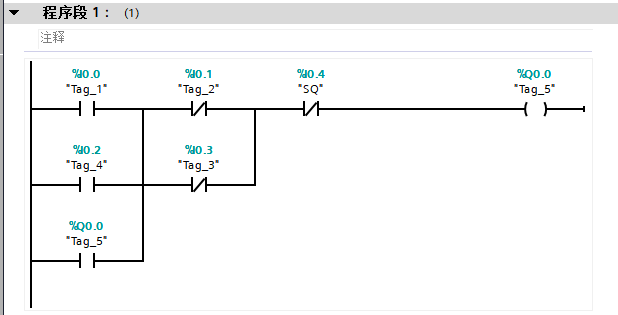 程序段 1： (1)
注释
%I0.0 %I0.1 %I0.4 %Q0.0
"Tag_1" "Tag_2" "SQ" "Tag_5"
%I0.2 %I0.3
"Tag_4" "Tag_3"
%Q0.0
"Tag_5"